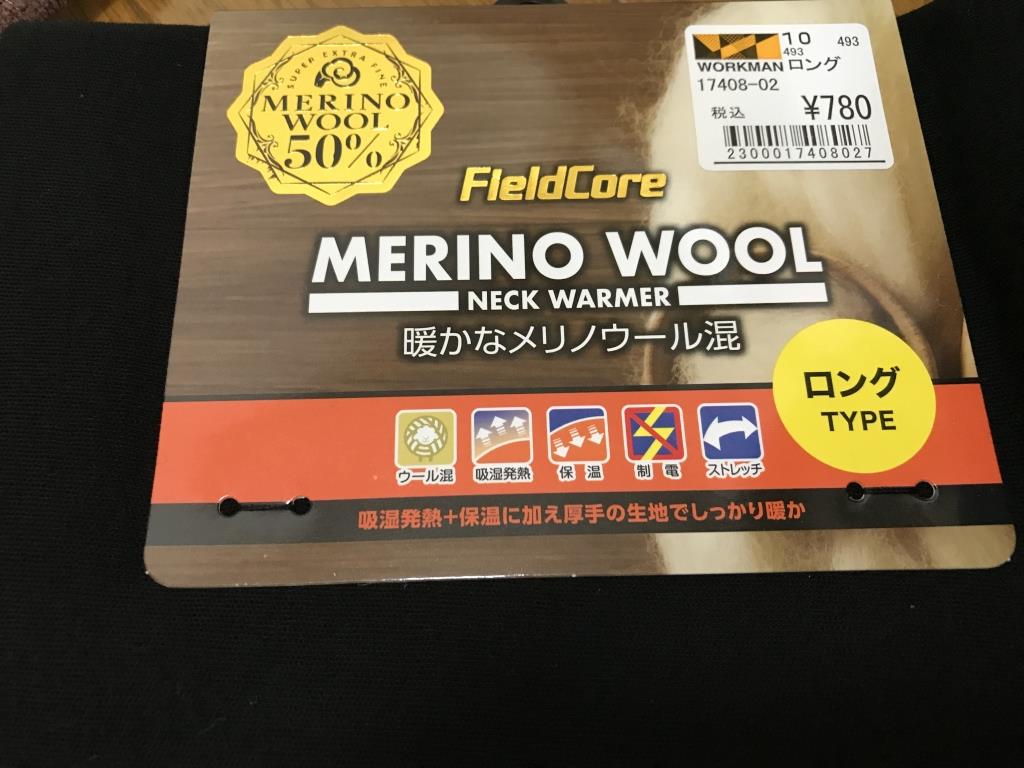 SUPER EXTRA FINE
MERINO
WOOL
50%
WORKMAN
10
493
493
ロング
17408-02
税込 ¥780
2300017408027
FieldCore
MERINO WOOL
NECK WARMER
暖かなメリノウール混
ロング
TYPE
ウール混 吸湿発熱 保温 制電 ストレッチ
吸湿発熱+保温に加え厚手の生地でしっかり暖か